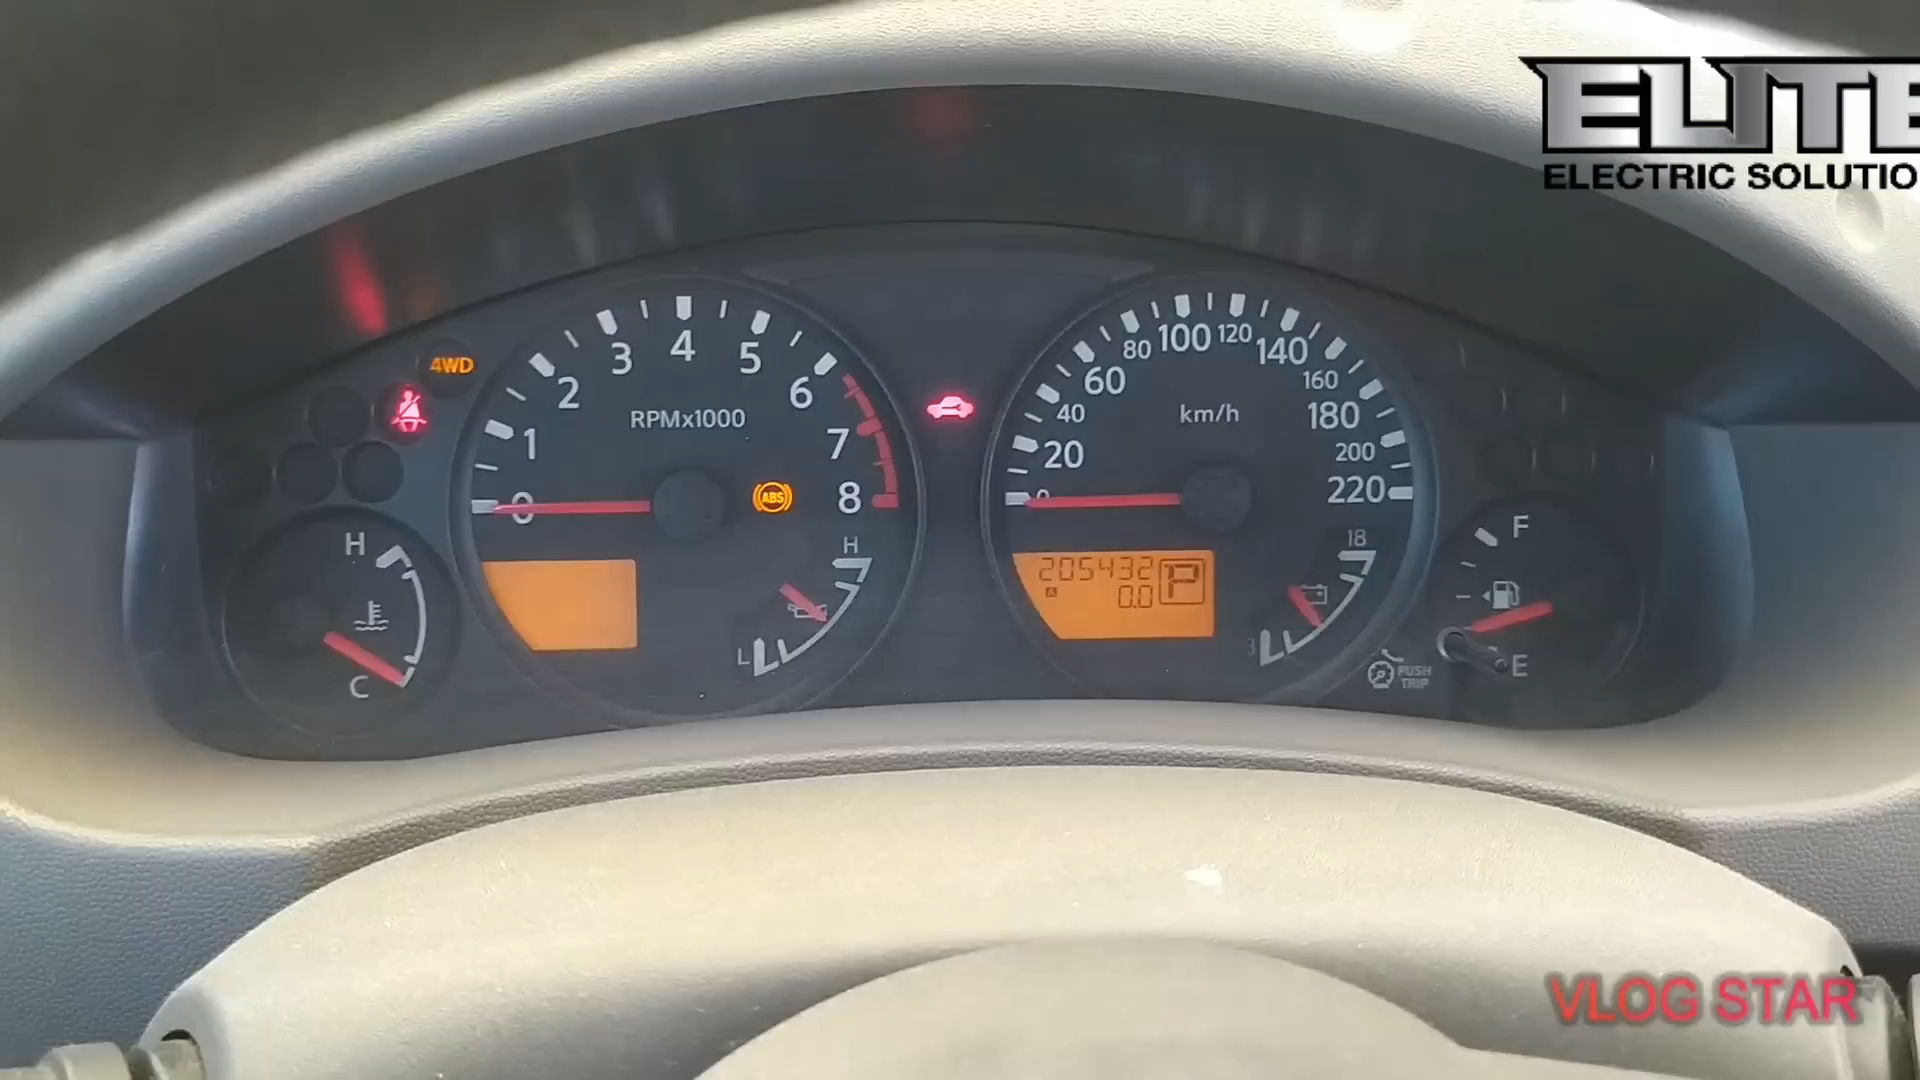 ELITE
ELECTRIC SOLUTIO
4WD
0 1 2 3 4 5 6 7 8
RPMx1000
ABS
H
L
0 20 40 60 80 100 120 140 160 180 200 220
km/h
205432
A 0.0
P
18
H
C
F
E
PUSH
TRIP
VLOG STAR